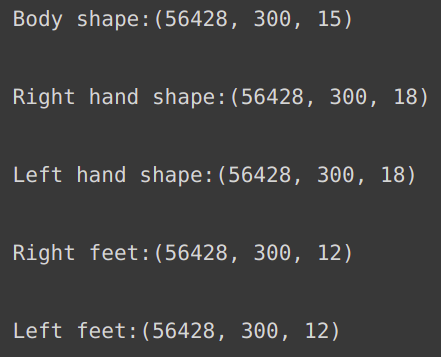 Body shape:(56428, 300, 15)
Right hand shape:(56428, 300, 18)
Left hand shape:(56428, 300, 18)
Right feet:(56428, 300, 12)
Left feet:(56428, 300, 12)